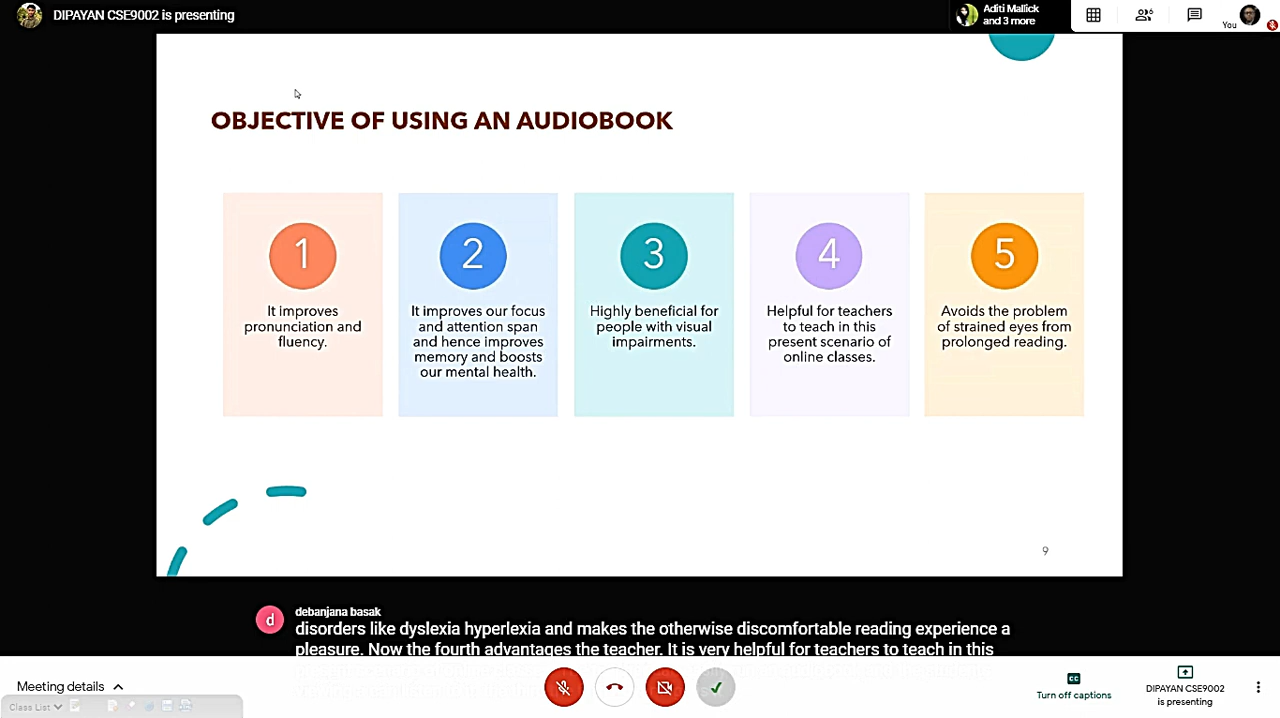 DIPAYAN CSE9002 is presenting
Aditi Mallick
and 3 more
6
You
OBJECTIVE OF USING AN AUDIOBOOK
1
It improves
pronunciation and
fluency.
2
It improves our focus
and attention span
and hence improves
memory and boosts
our mental health.
3
Highly beneficial for
people with visual
impairments.
4
Helpful for teachers
to teach in this
present scenario of
online classes.
5
Avoids the problem
of strained eyes from
prolonged reading.
9
d
debanjana basak
disorders like dyslexia hyperlexia and makes the otherwise discomfortable reading experience a
pleasure. Now the fourth advantages the teacher. It is very helpful for teachers to teach in this
Meeting details
Class List
CC
Turn off captions
DIPAYAN CSE9002
is presenting